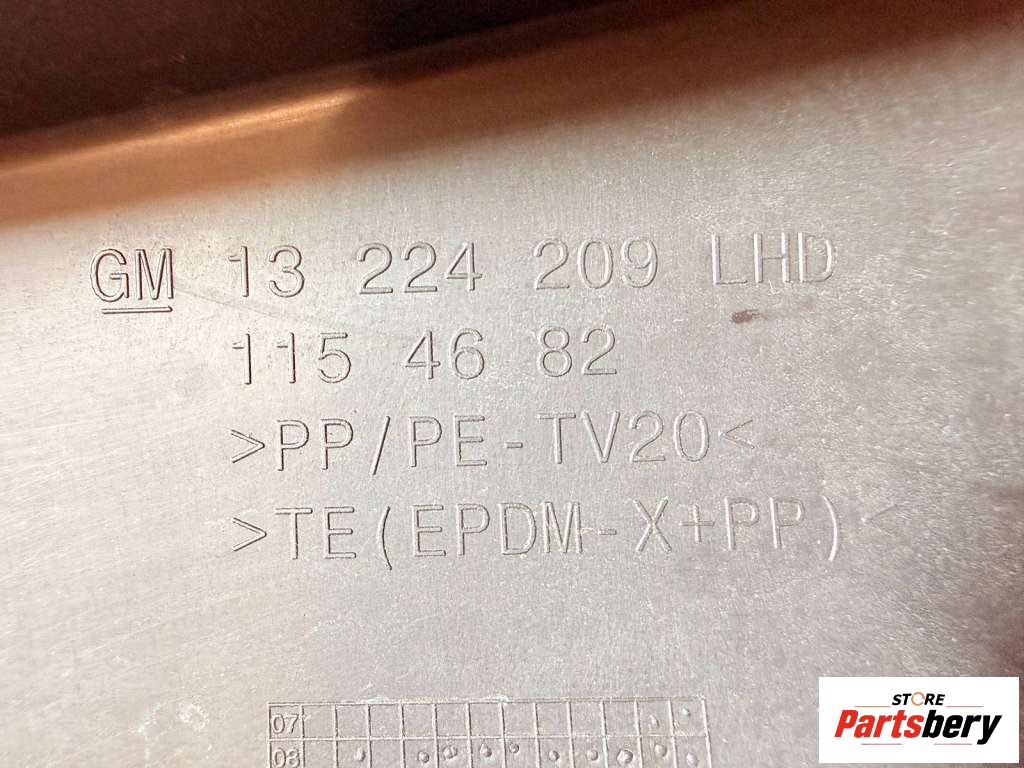 GM 13 224 209 LHD
115 46 82
>PP/PE-TV20<
>TE(EPDM-X+PP)<
07
08
STORE
Partsbery